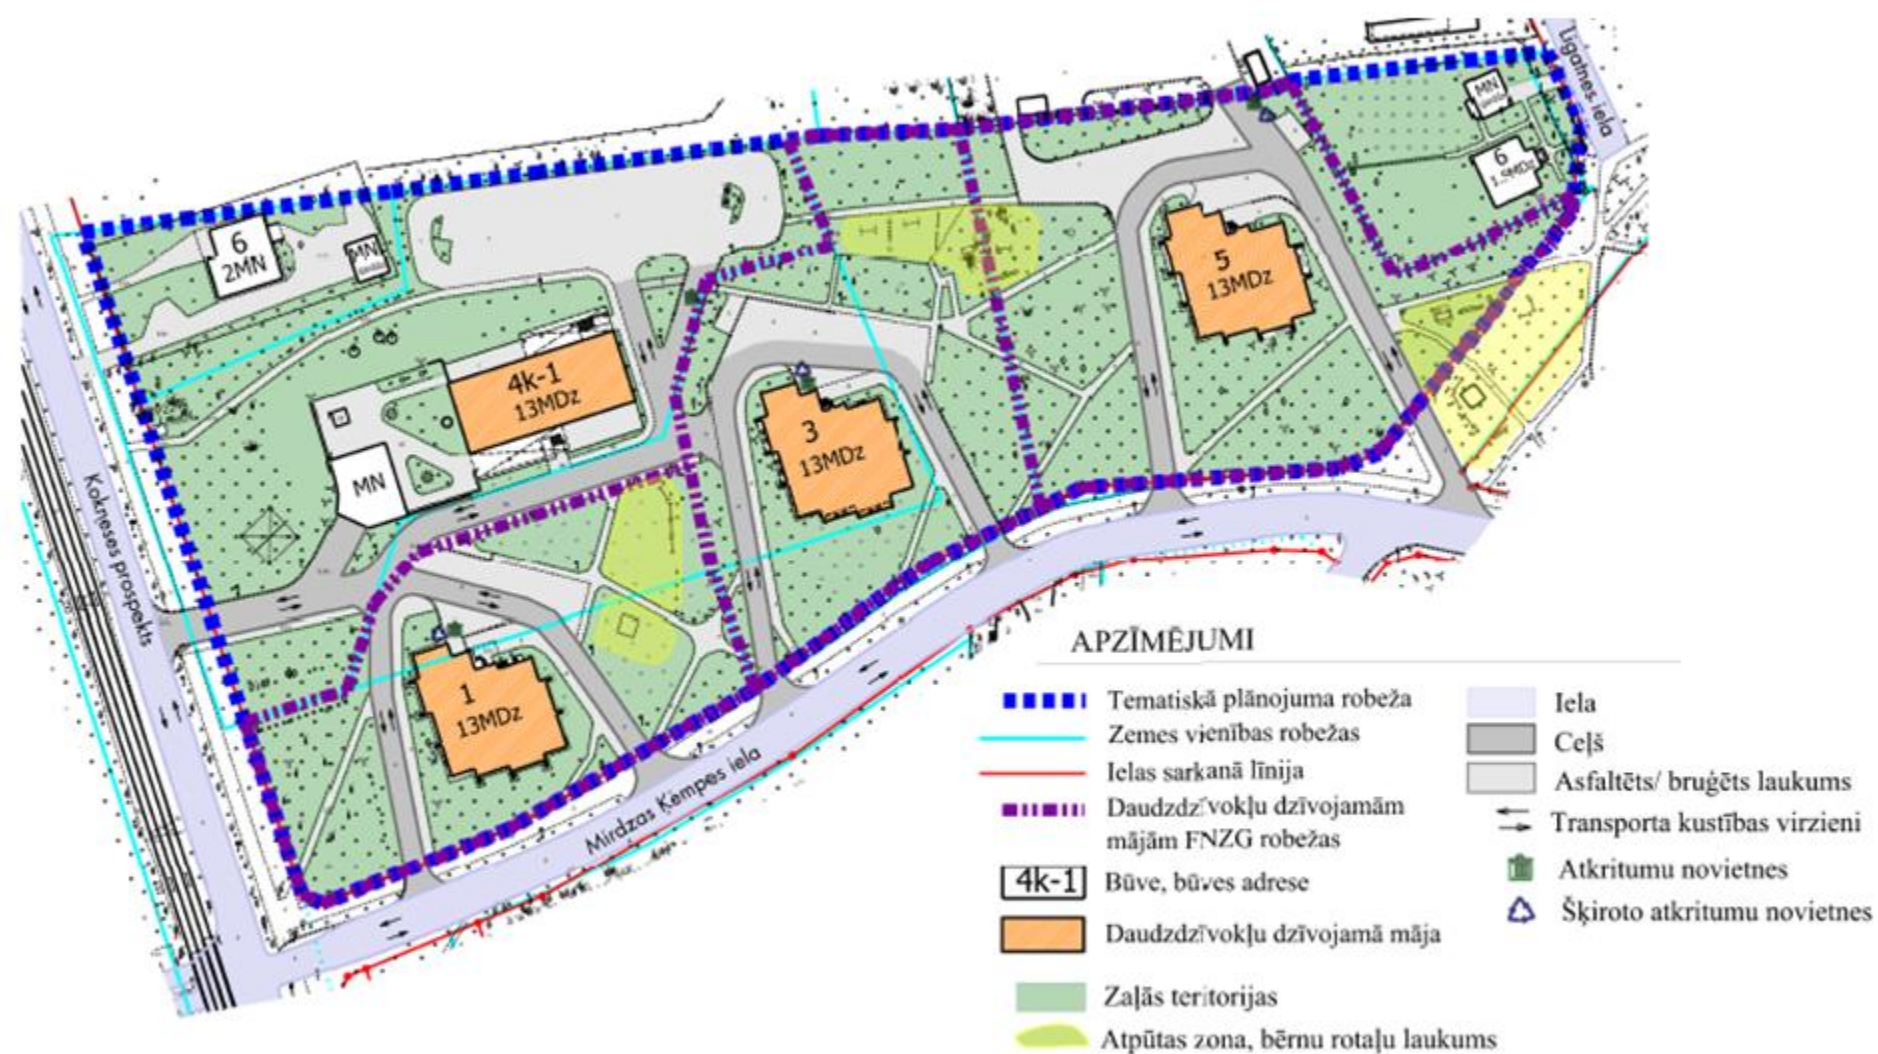 Līgatnes iela
MN
6
1.5MDz
6
2MN
MN
5
13MDz
4k-1
13MDz
3
13MDz
MN
Kokneses prospekts
1
13MDz
Mirdzas Ķempes iela
APZĪMĒJUMI
Tematiskā plānojuma robeža
Zemes vienības robežas
Ielas sarkanā līnija
Daudzdzīvokļu dzīvojamām
mājām FNZG robežas
4k-1 Būve, būves adrese
Daudzdzīvokļu dzīvojamā māja
Zaļās teritorijas
Atpūtas zona, bērnu rotaļu laukums
Iela
Ceļš
Asfaltēts/ bruģēts laukums
Transporta kustības virzieni
Atkritumu novietnes
Šķiroto atkritumu novietnes